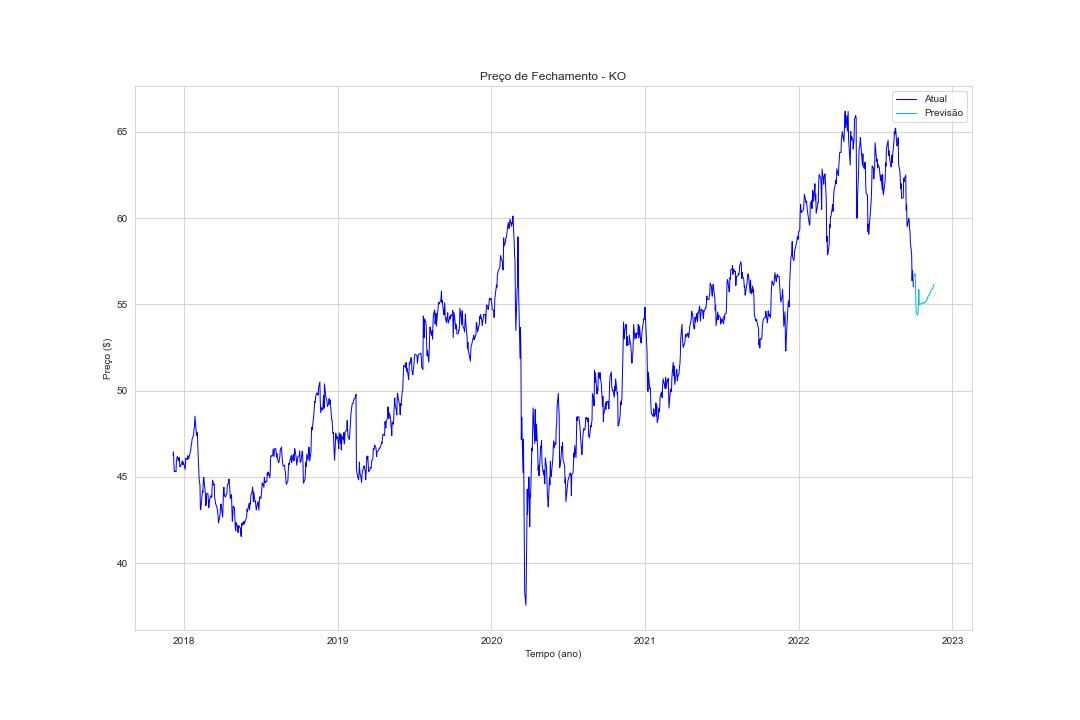 Preço de Fechamento - KO
Atual
Previsão
65
60
55
50
45
40
Preço ($)
2018 2019 2020 2021 2022 2023
Tempo (ano)